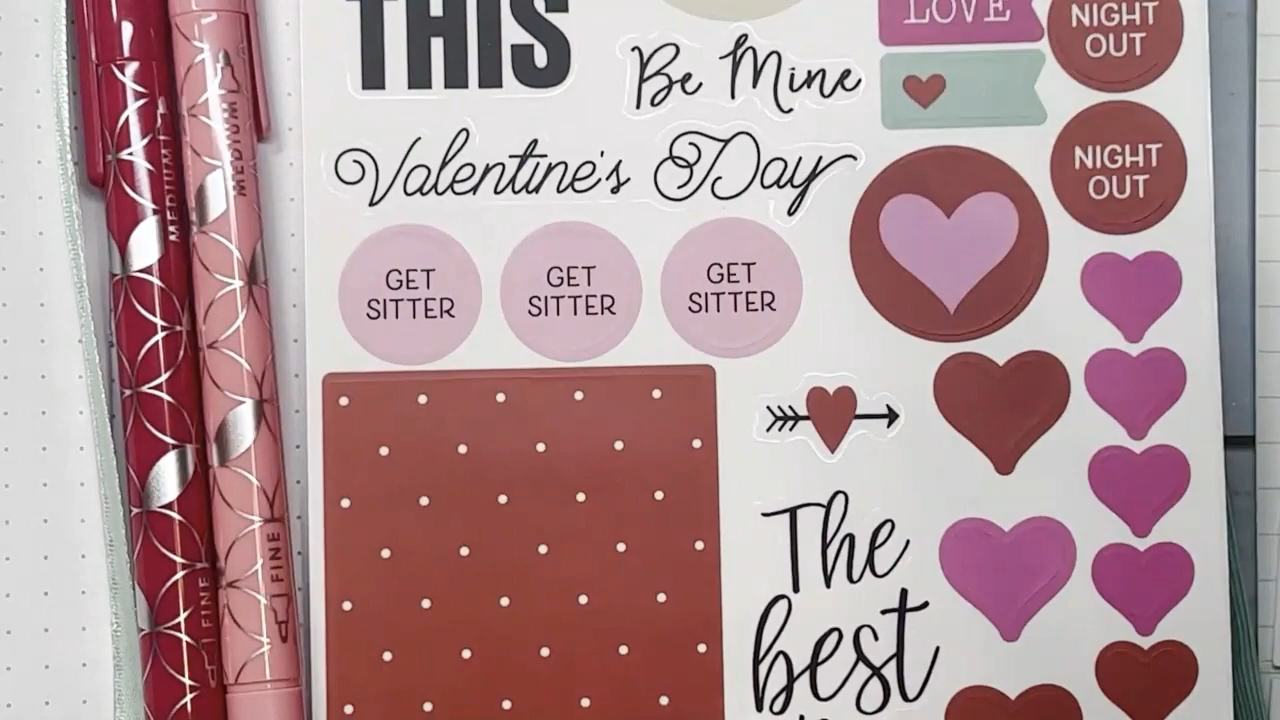 THIS
Be Mine
LOVE
NIGHT
OUT
Valentine's Day
NIGHT
OUT
GET
SITTER
GET
SITTER
GET
SITTER
The
best
MEDIUM
FINE
MEDIUM
FINE